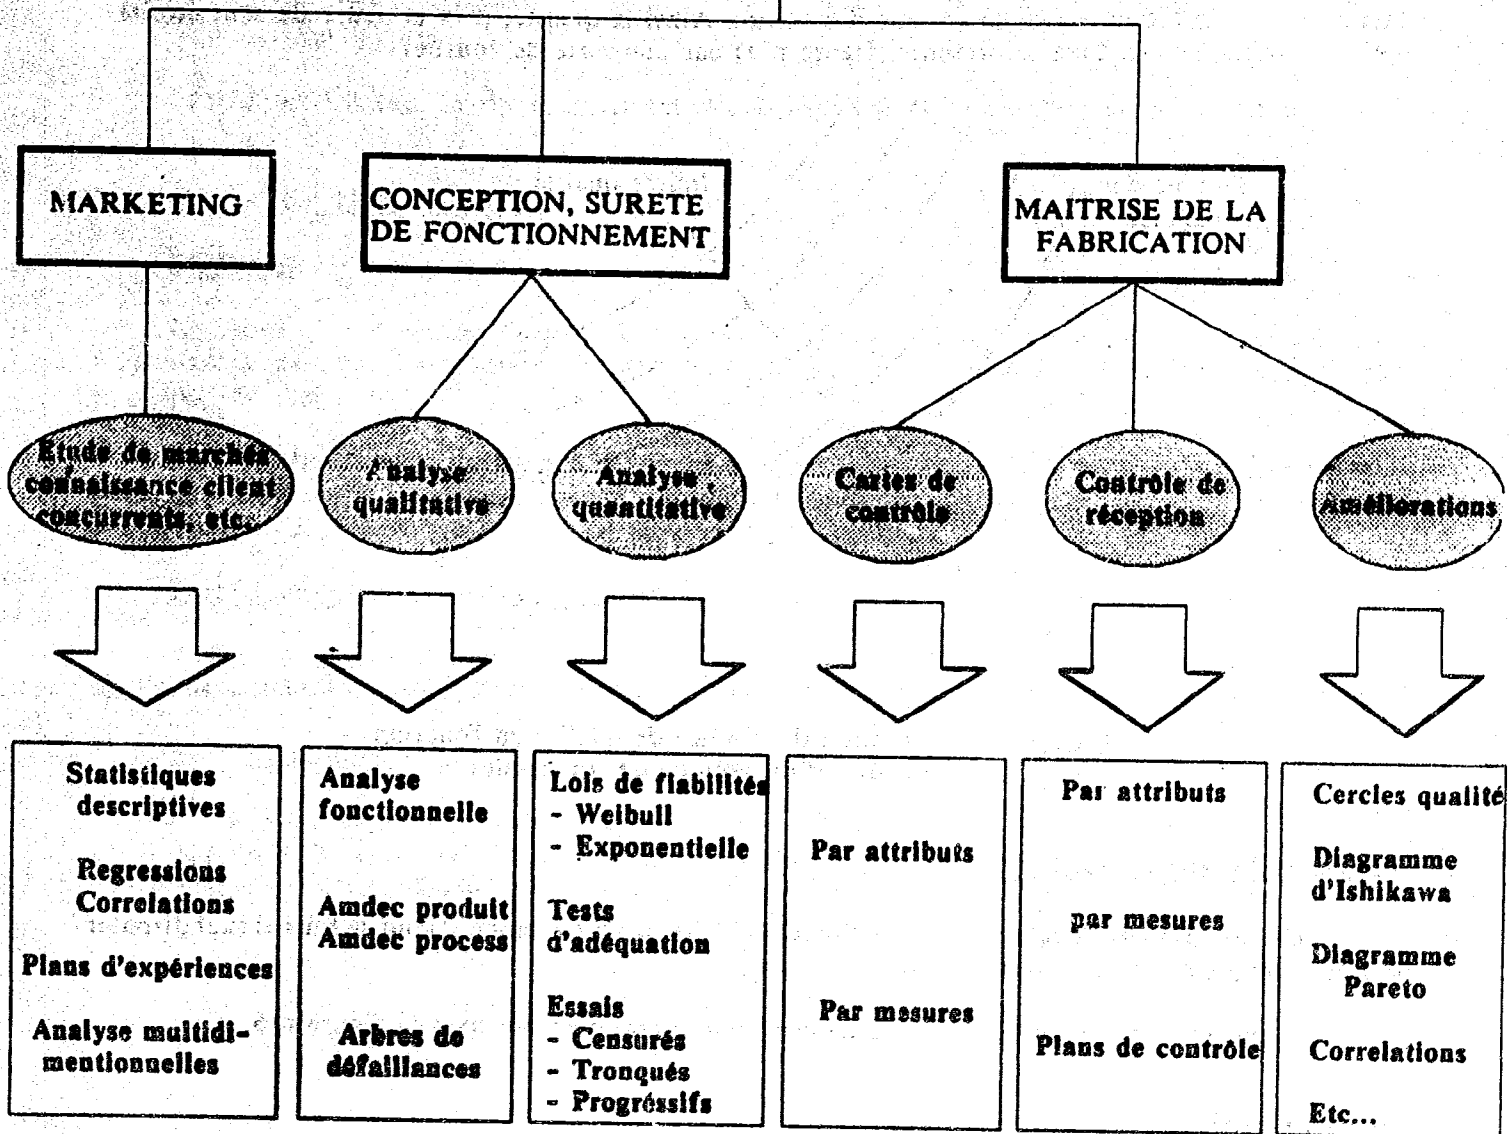 MARKETING
CONCEPTION, SURETE
DE FONCTIONNEMENT
MAITRISE DE LA
FABRICATION
Etude de marchés
connaissance client
concurrents, etc.
Analyse
qualitative
Analyse
quantitative
Cartes de
contrôle
Contrôle de
réception
Améliorations
Statistiques
descriptives
Regressions
Correlations
Plans d'expériences
Analyse multidi-
mentionnelles
Analyse
fonctionnelle
Amdec produit
Amdec process
Arbres de
défaillances
Lois de fiabilités
- Weibull
- Exponentielle
Tests
d'adéquation
Essais
- Censurés
- Tronqués
- Progréssifs
Par attributs
Par mesures
Par attributs
par mesures
Plans de contrôle
Cercles qualité
Diagramme
d'Ishikawa
Diagramme
Pareto
Correlations
Etc...